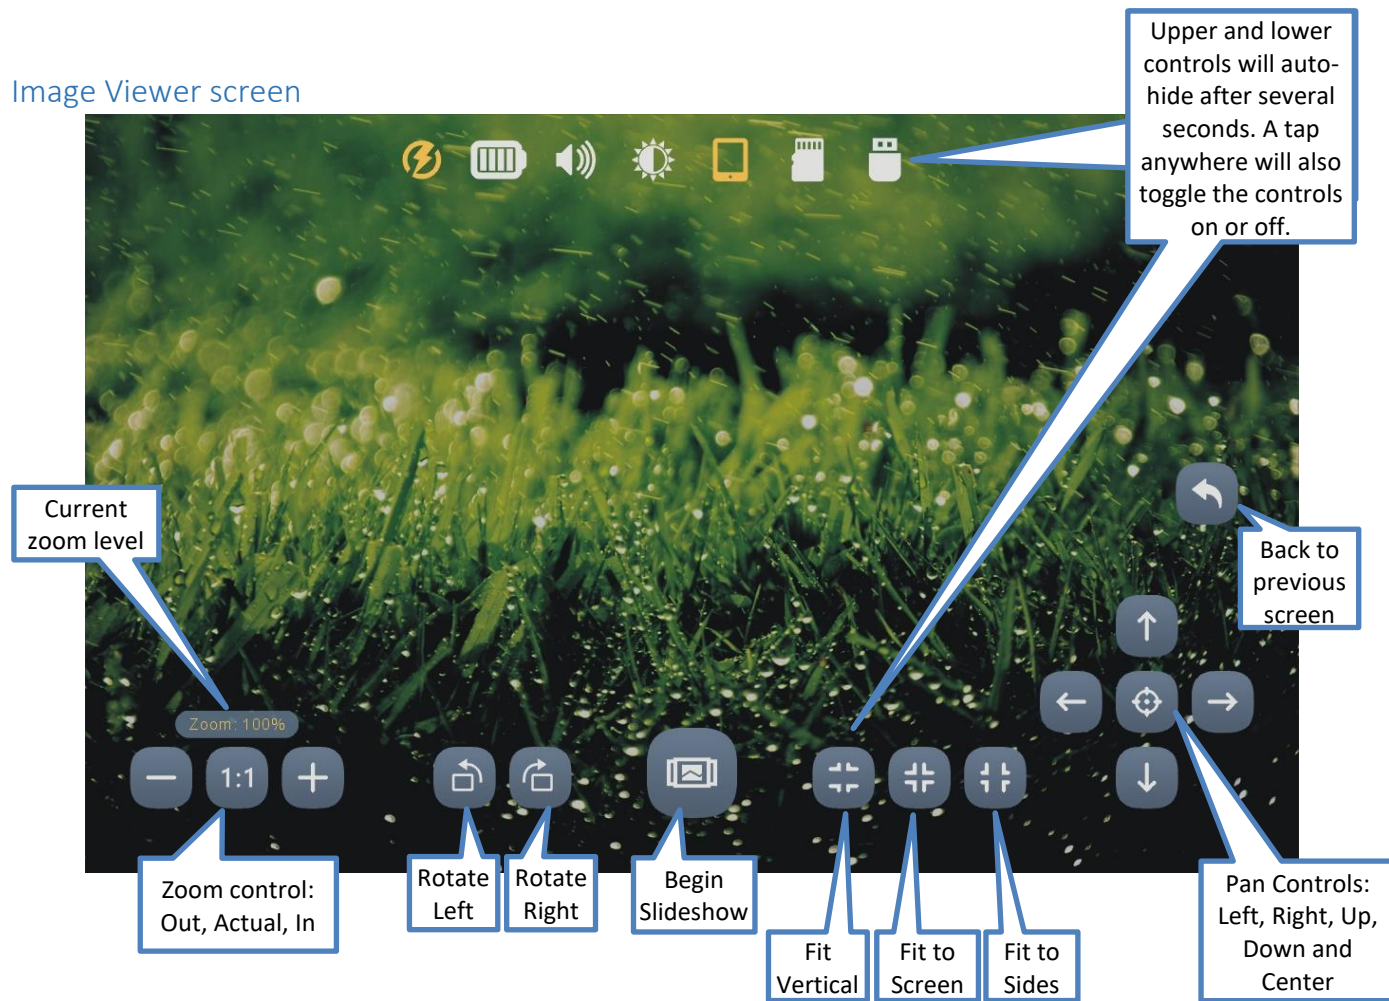 Image Viewer screen
Upper and lower
controls will auto-
hide after several
seconds. A tap
anywhere will also
toggle the controls
on or off.
Current
zoom level
Back to
previous
screen
Zoom: 100%
1:1
Zoom control:
Out, Actual, In
Rotate
Left
Rotate
Right
Begin
Slideshow
Fit
Vertical
Fit to
Screen
Fit to
Sides
Pan Controls:
Left, Right, Up,
Down and
Center